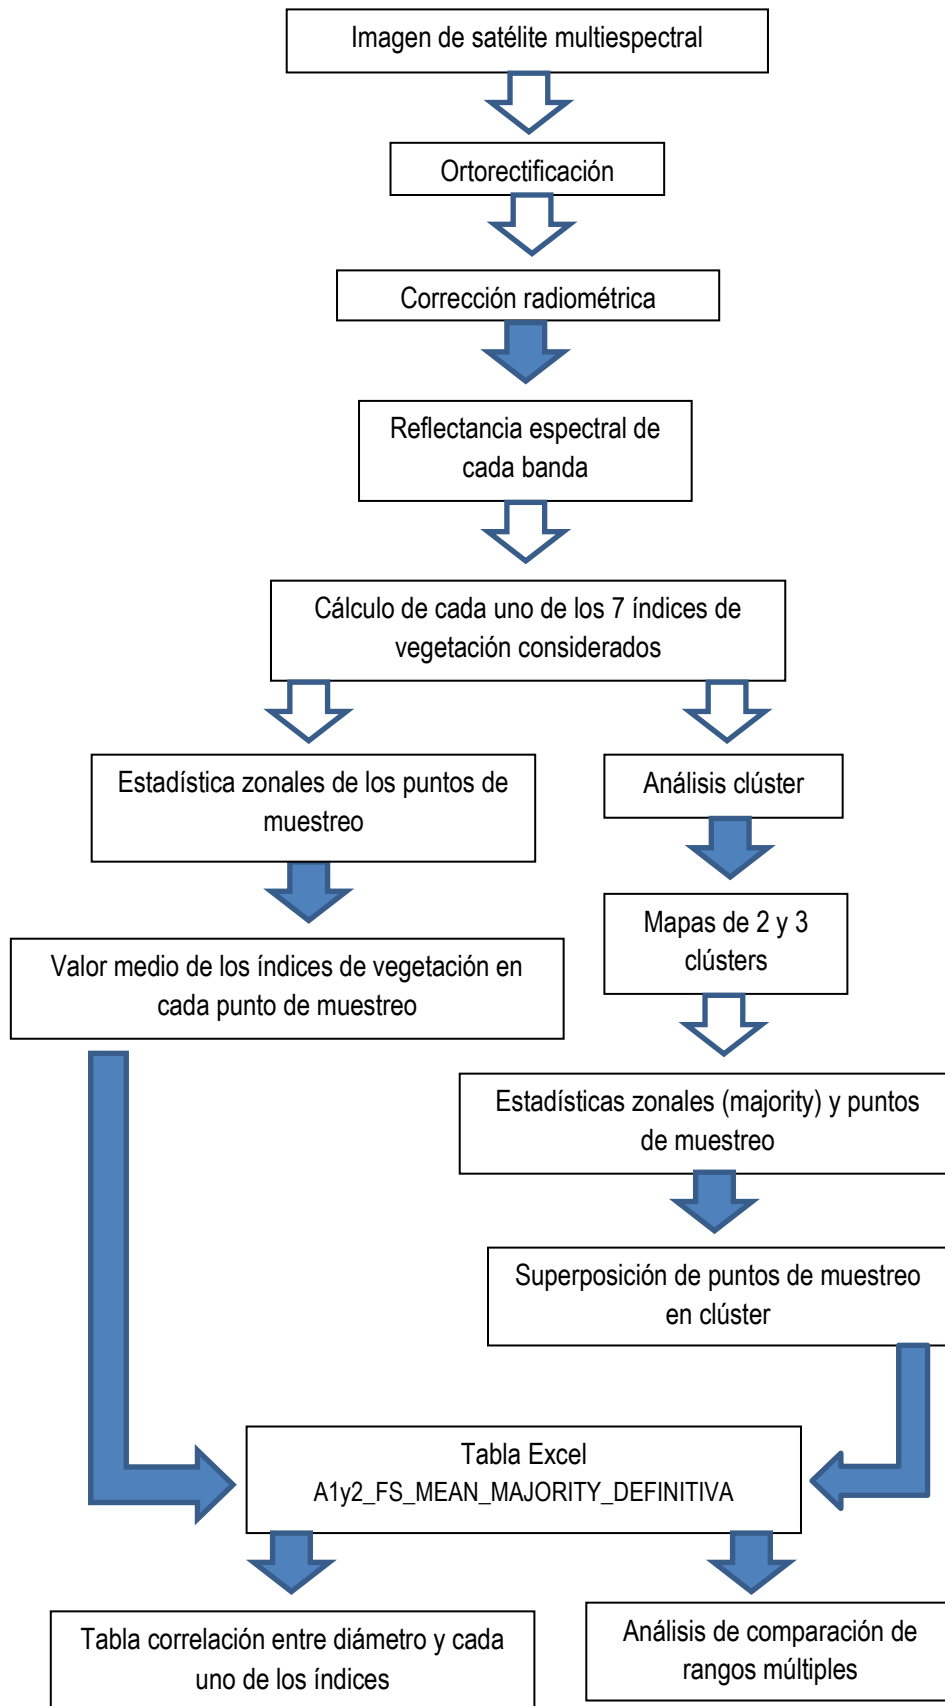 Imagen de satélite multiespectral
Ortorectificación
Corrección radiométrica
Reflectancia espectral de
cada banda
Cálculo de cada uno de los 7 índices de
vegetación considerados
Estadística zonales de los puntos de
muestreo
Análisis clúster
Valor medio de los índices de vegetación en
cada punto de muestreo
Mapas de 2 y 3
clústers
Estadísticas zonales (majority) y puntos
de muestreo
Superposición de puntos de muestreo
en clúster
Tabla Excel
A1y2_FS_MEAN_MAJORITY_DEFINITIVA
Tabla correlación entre diámetro y cada
uno de los índices
Análisis de comparación de
rangos múltiples